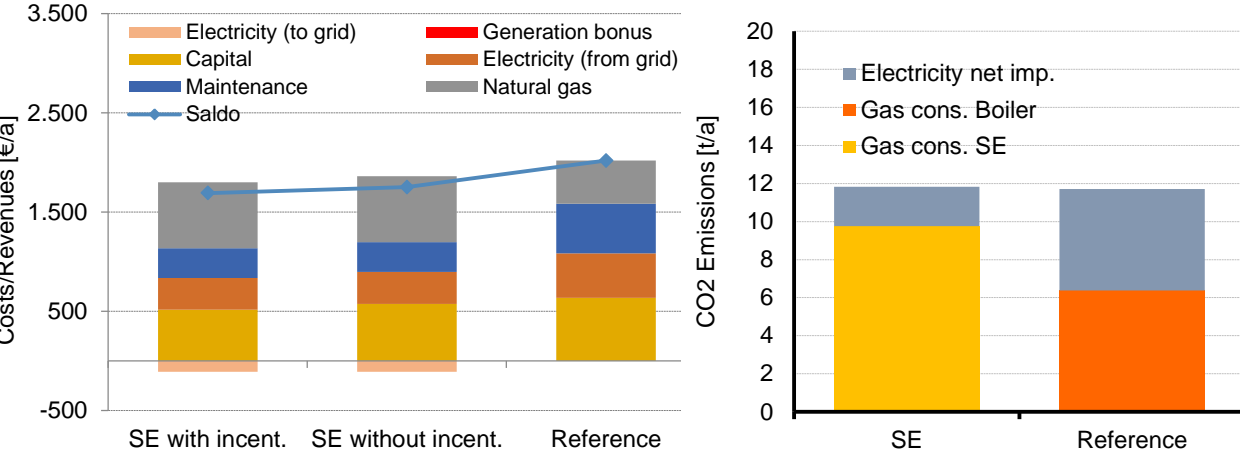 3.500
2.500
1.500
500
-500
Costs/Revenues [€/a]
Electricity (to grid)
Generation bonus
Capital
Electricity (from grid)
Maintenance
Natural gas
Saldo
SE with incent.
SE without incent.
Reference
20
18
16
14
12
10
8
6
4
2
0
CO2 Emissions [t/a]
Electricity net imp.
Gas cons. Boiler
Gas cons. SE
SE
Reference